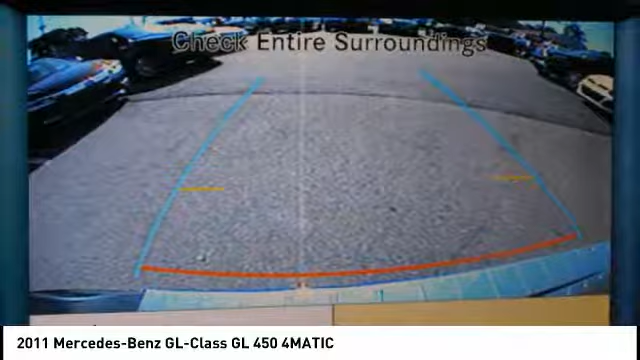 Check Entire Surroundings
2011 Mercedes-Benz GL-Class GL 450 4MATIC